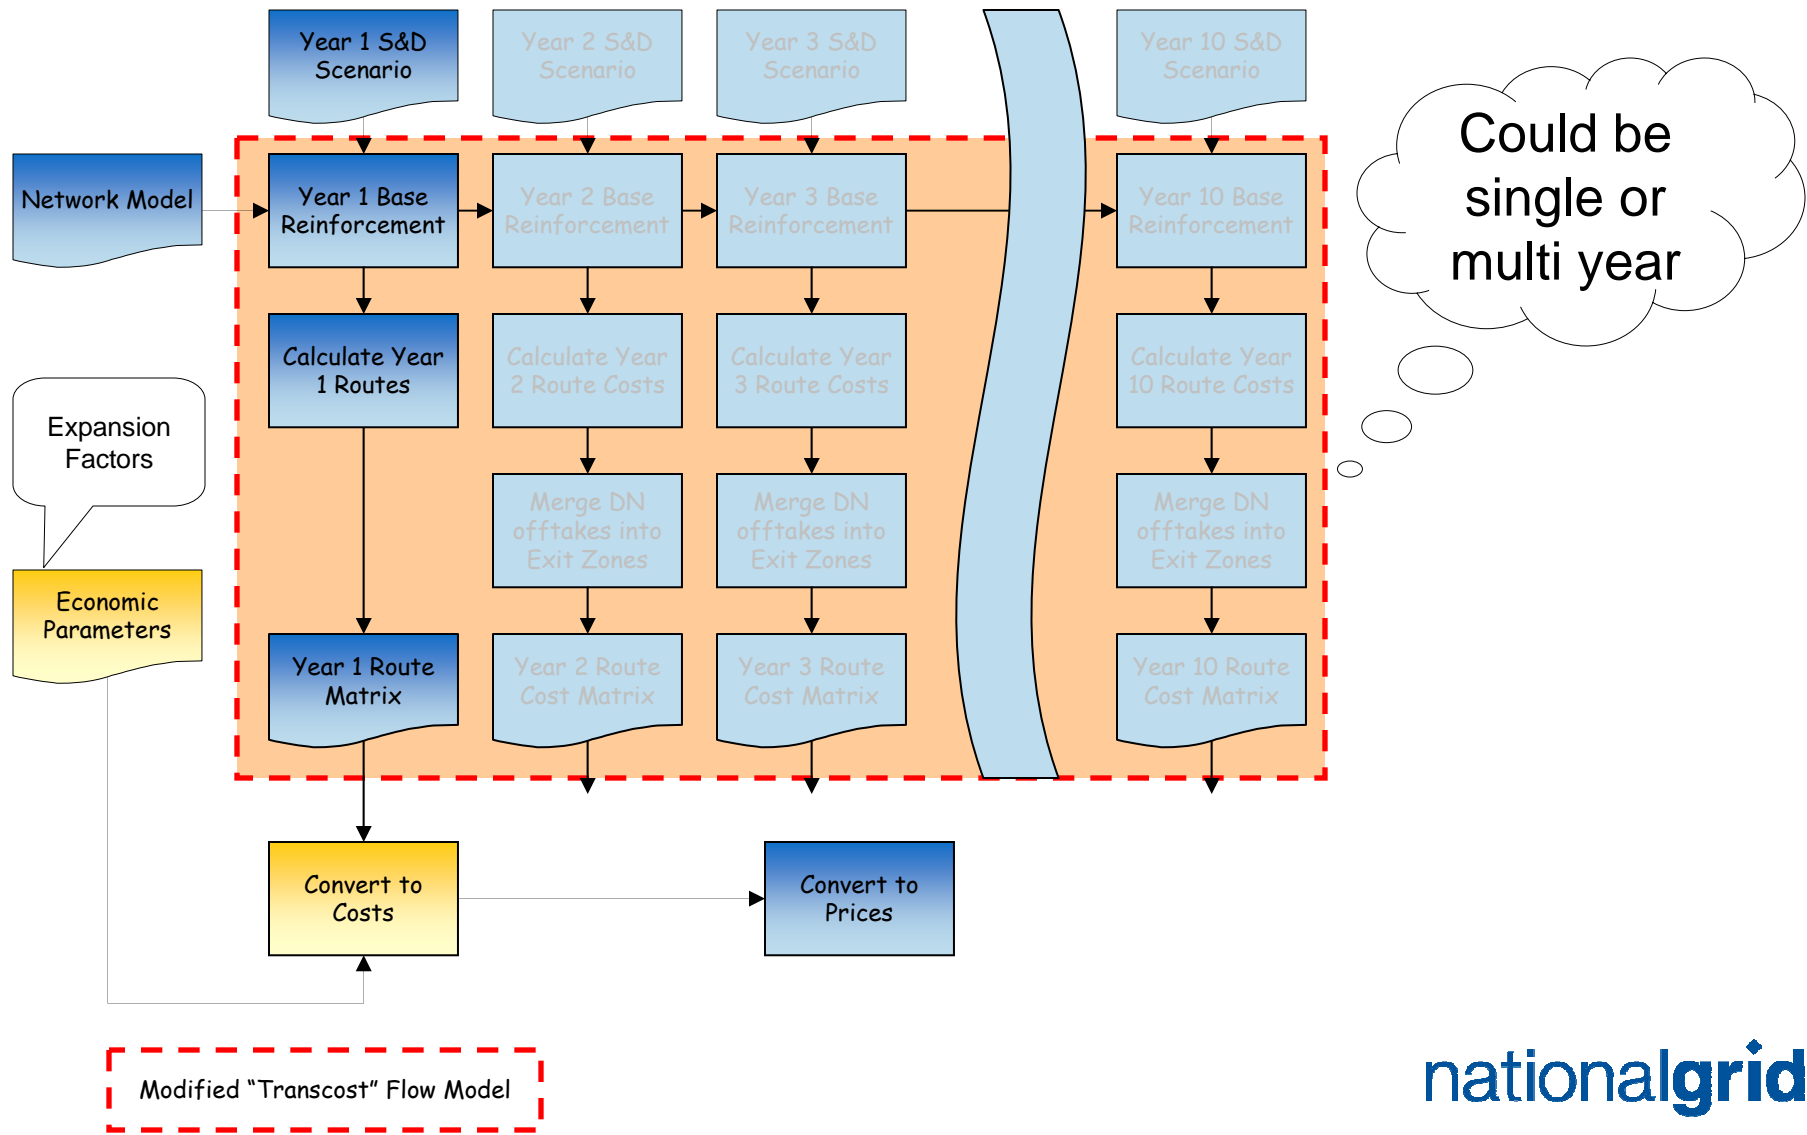 Year 1 S&D
Scenario
Year 2 S&D
Scenario
Year 3 S&D
Scenario
Year 10 S&D
Scenario
Could be
single or
multi year
Network Model
Year 1 Base
Reinforcement
Year 2 Base
Reinforcement
Year 3 Base
Reinforcement
Year 10 Base
Reinforcement
Calculate Year
1 Routes
Calculate Year
2 Route Costs
Calculate Year
3 Route Costs
Calculate Year
10 Route Costs
Expansion
Factors
Merge DN
offtakes into
Exit Zones
Merge DN
offtakes into
Exit Zones
Merge DN
offtakes into
Exit Zones
Economic
Parameters
Year 1 Route
Matrix
Year 2 Route
Cost Matrix
Year 3 Route
Cost Matrix
Year 10 Route
Cost Matrix
Convert to
Costs
Convert to
Prices
Modified “Transcost” Flow Model
nationalgrid